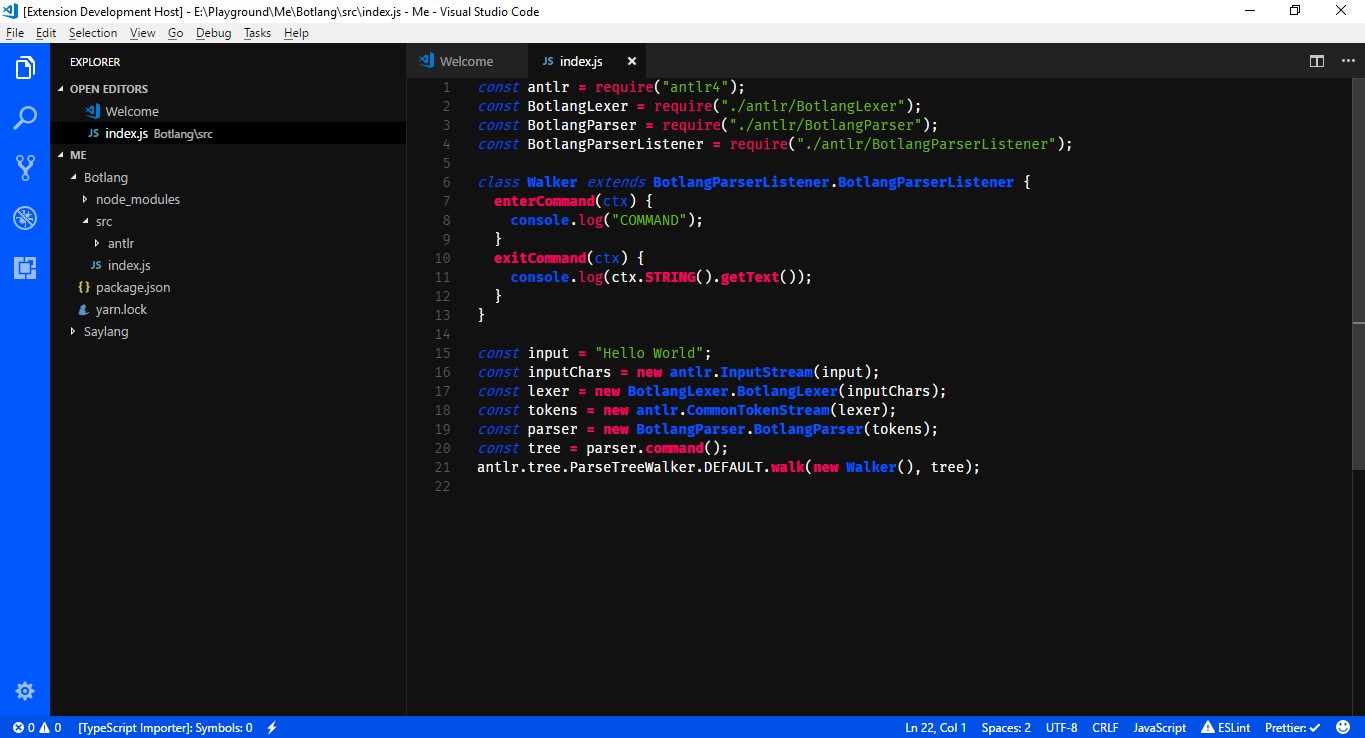 [Extension Development Host] - E:\Playground\Me\Botlang\src\index.js - Me - Visual Studio Code
File Edit Selection View Go Debug Tasks Help
EXPLORER
OPEN EDITORS
Welcome
JS index.js Botlang\src
ME
Botlang
node_modules
src
antlr
JS index.js
{} package.json
yarn.lock
Saylang
Welcome JS index.js
1 const antlr = require("antlr4");
2 const BotlangLexer = require("./antlr/BotlangLexer");
3 const BotlangParser = require("./antlr/BotlangParser");
4 const BotlangParserListener = require("./antlr/BotlangParserListener");
5
6 class Walker extends BotlangParserListener.BotlangParserListener {
7 enterCommand(ctx) {
8 console.log("COMMAND");
9 }
10 exitCommand(ctx) {
11 console.log(ctx.STRING().getText());
12 }
13 }
14
15 const input = "Hello World";
16 const inputChars = new antlr.InputStream(input);
17 const lexer = new BotlangLexer.BotlangLexer(inputChars);
18 const tokens = new antlr.CommonTokenStream(lexer);
19 const parser = new BotlangParser.BotlangParser(tokens);
20 const tree = parser.command();
21 antlr.tree.ParseTreeWalker.DEFAULT.walk(new Walker(), tree);
22
0 0 [TypeScript Importer]: Symbols: 0 Ln 22, Col 1 Spaces: 2 UTF-8 CRLF JavaScript ESLint Prettier: ✓